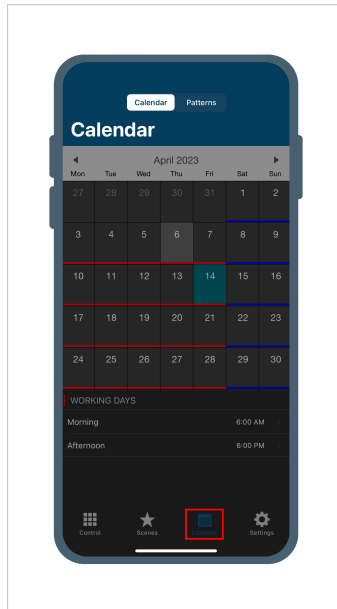 Calendar Patterns
Calendar
April 2023
Mon Tue Wed Thu Fri Sat Sun
27 28 29 30 31 1 2
3 4 5 6 7 8 9
10 11 12 13 14 15 16
17 18 19 20 21 22 23
24 25 26 27 28 29 30
WORKING DAYS
Morning 6:00 AM
Afternoon 6:00 PM
Control Scenes Calendar Settings